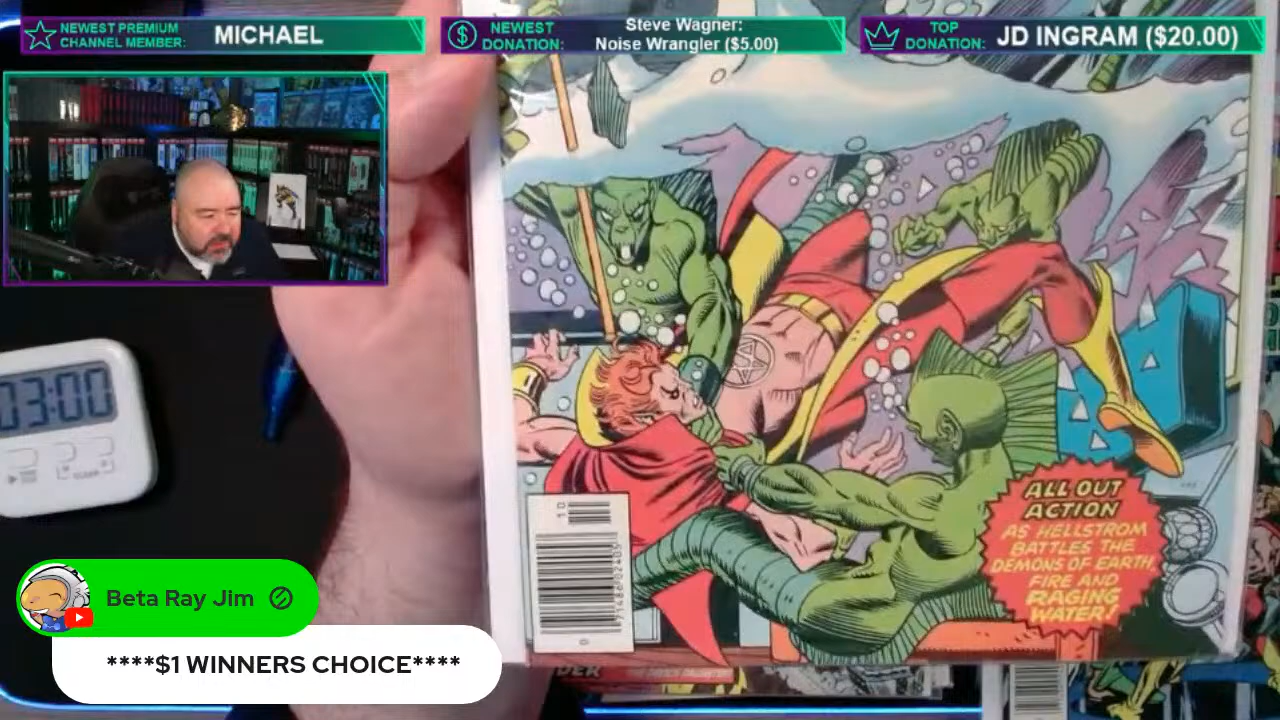 NEWEST PREMIUM
CHANNEL MEMBER:
MICHAEL
NEWEST
DONATION:
Steve Wagner:
Noise Wrangler ($5.00)
TOP
DONATION:
JD INGRAM ($20.00)
03:00
ALL OUT
ACTION
AS HELLSTROM
BATTLES THE
DEMONS OF EARTH,
FIRE AND
RAGING
WATER!
Beta Ray Jim
****$1 WINNERS CHOICE****